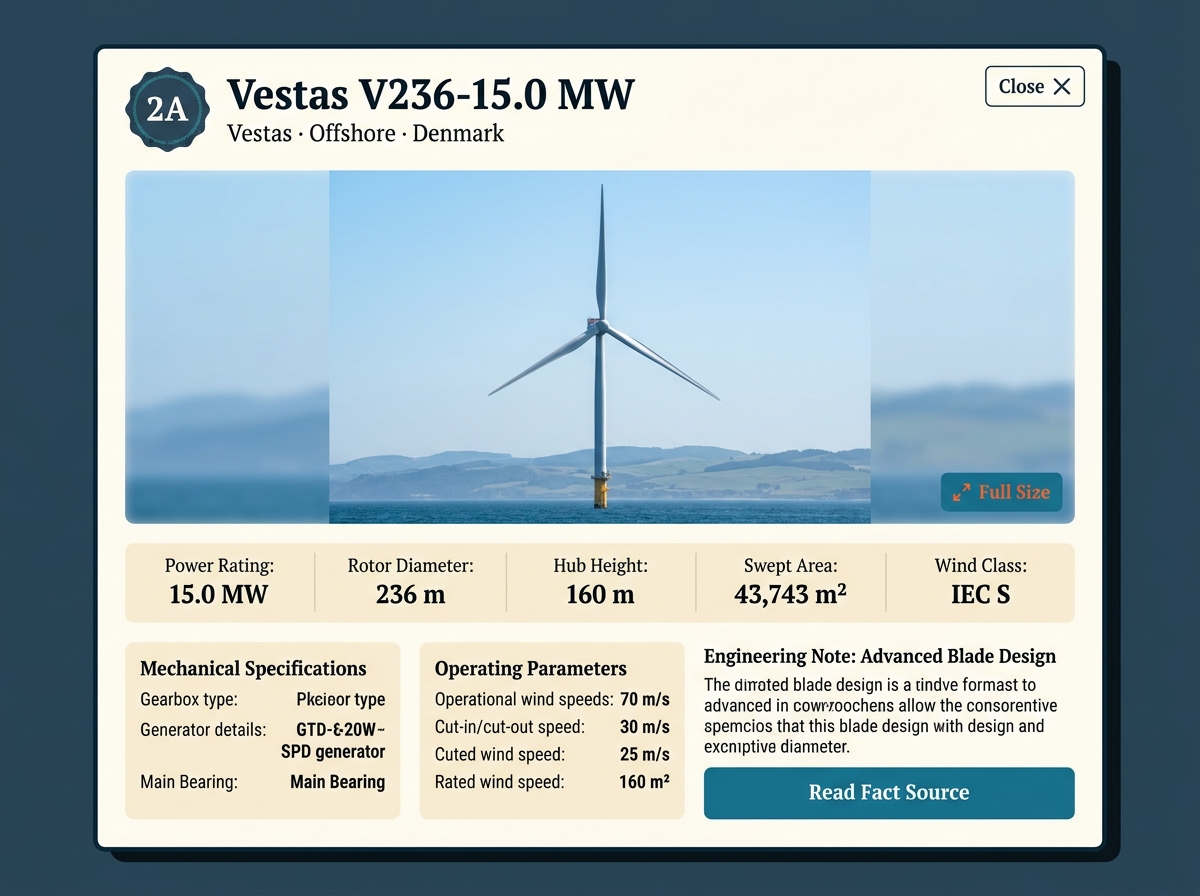 2A
Vestas V236-15.0 MW
Vestas · Offshore · Denmark
Close
Full Size
Power Rating:
15.0 MW
Rotor Diameter:
236 m
Hub Height:
160 m
Swept Area:
43,743 m²
Wind Class:
IEC S
Mechanical Specifications
Gearbox type: type
Generator details: GTD-&20W-
SPD generator
Main Bearing: Main Bearing
Operating Parameters
Operational wind speeds: 70 m/s
Cut-in/cut-out speed: 30 m/s
Cuted wind speed: 25 m/s
Rated wind speed: 160 m²
Engineering Note: Advanced Blade Design
The blade design is a tindve formast to
advanced in allow the consorentive
spemcios that this blade design with design and
diameter.
Read Fact Source